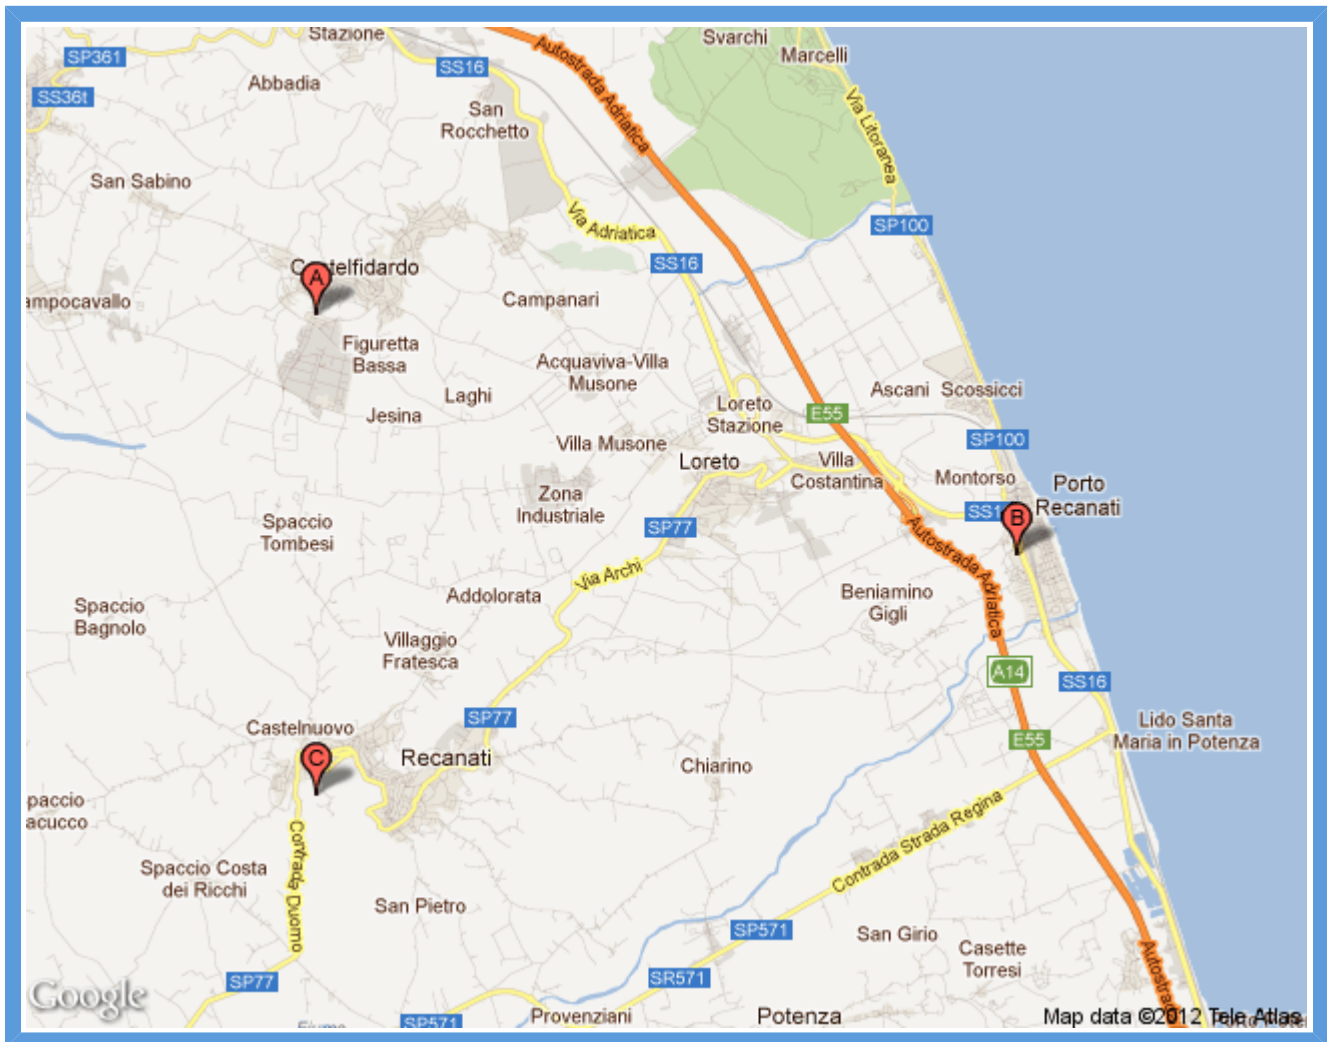 Stazione
Svarchi
Marcelli
SP361
SS16
Autostrada Adriatica
Abbadia
SS36t
San
Rocchetto
Via Litoranea
San Sabino
Via Adriatica
SP100
SS16
A
Castelfidardo
Campanari
ampocavallo
Figuretta
Bassa
Acquaviva-Villa
Musone
Laghi
Ascani
Scossicci
Jesina
Loreto
Stazione
E55
SP100
Villa Musone
Loreto
Villa
Costantina
Montorso
Porto
Recanati
Zona
Industriale
SS1
B
Spaccio
Tombesi
SP77
Autostrada Adriatica
Via Archi
Addolorata
Beniamino
Gigli
Spaccio
Bagnolo
Villaggio
Fratesca
A14
SS16
SP77
Castelnuovo
Lido Santa
Maria in Potenza
E55
C
Recanati
Chiarino
paccio
acucco
Contrada Strada Regina
Contrada Duomo
Spaccio Costa
dei Ricchi
San Pietro
SP571
San Girio
Casette
Torresi
SP77
SR571
Autostrad
Google
SP571
Provenziani
Potenza
Map data ©2012 Tele Atlas